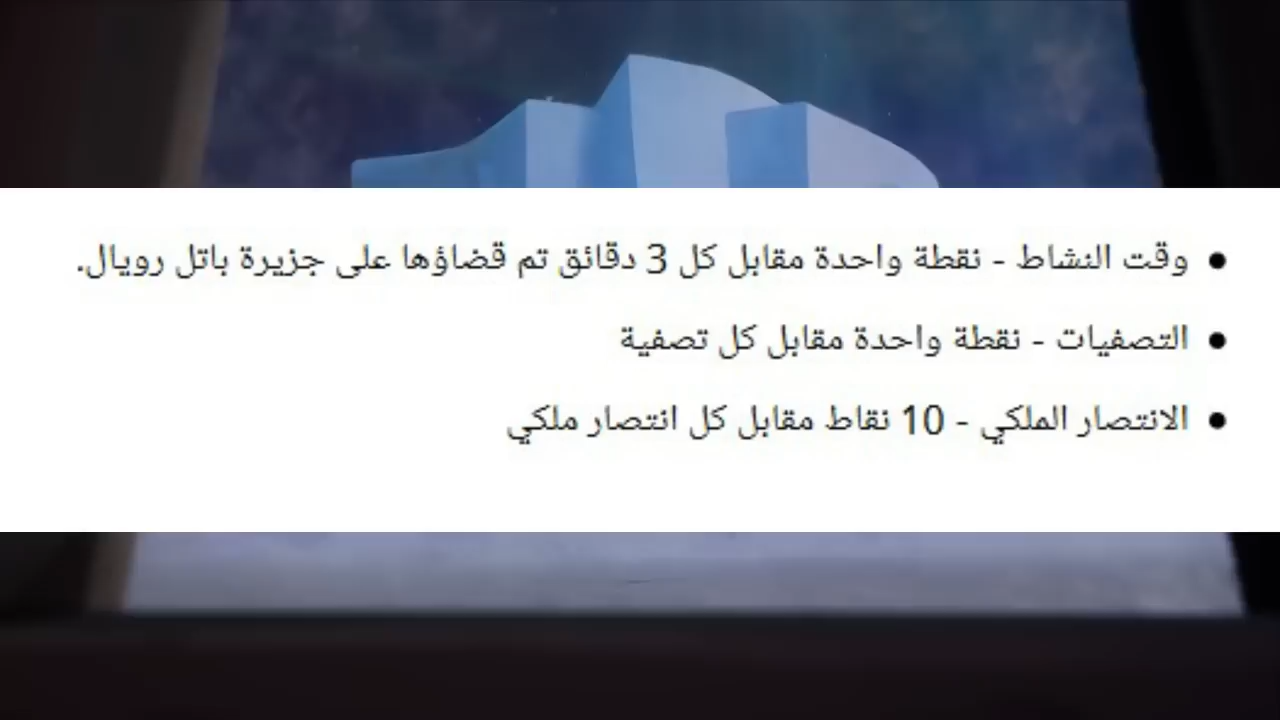 • وقت النشاط - نقطة واحدة مقابل كل 3 دقائق تم قضاؤها على جزيرة باتل رويال.
• التصفيات - نقطة واحدة مقابل كل تصفية
• الانتصار الملكي - 10 نقاط مقابل كل انتصار ملكي